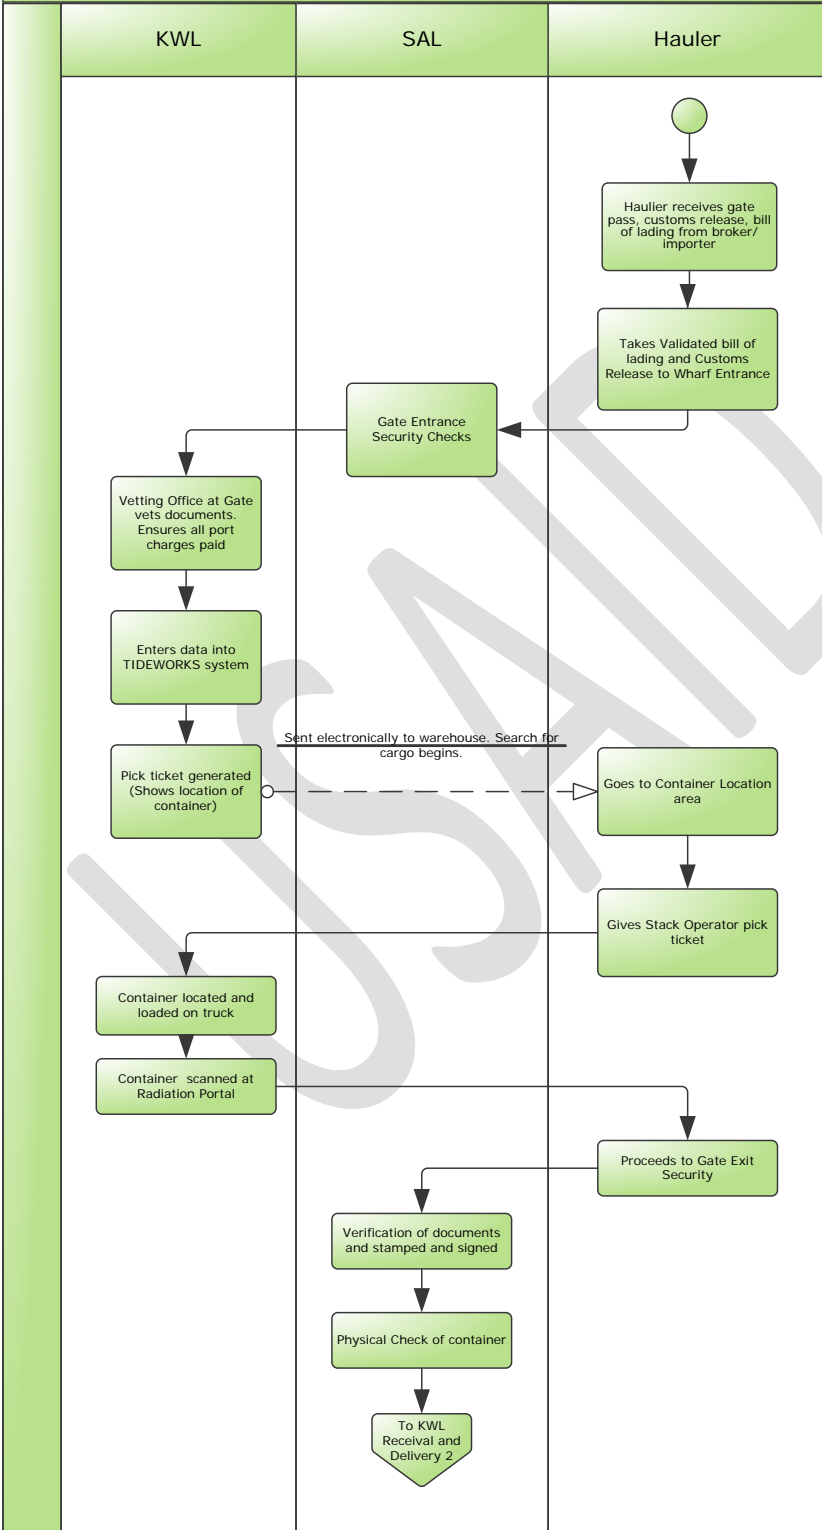 KWL
SAL
Hauler
Haulier receives gate
pass, customs release, bill
of lading from broker/
importer
Takes Validated bill of
lading and Customs
Release to Wharf Entrance
Gate Entrance
Security Checks
Vetting Office at Gate
vets documents.
Ensures all port
charges paid
Enters data into
TIDEWORKS system
Sent electronically to warehouse. Search for
cargo begins.
Pick ticket generated
(Shows location of
container)
Goes to Container Location
area
Gives Stack Operator pick
ticket
Container located and
loaded on truck
Container scanned at
Radiation Portal
Proceeds to Gate Exit
Security
Verification of documents
and stamped and signed
Physical Check of container
To KWL
Receival and
Delivery 2
USAID